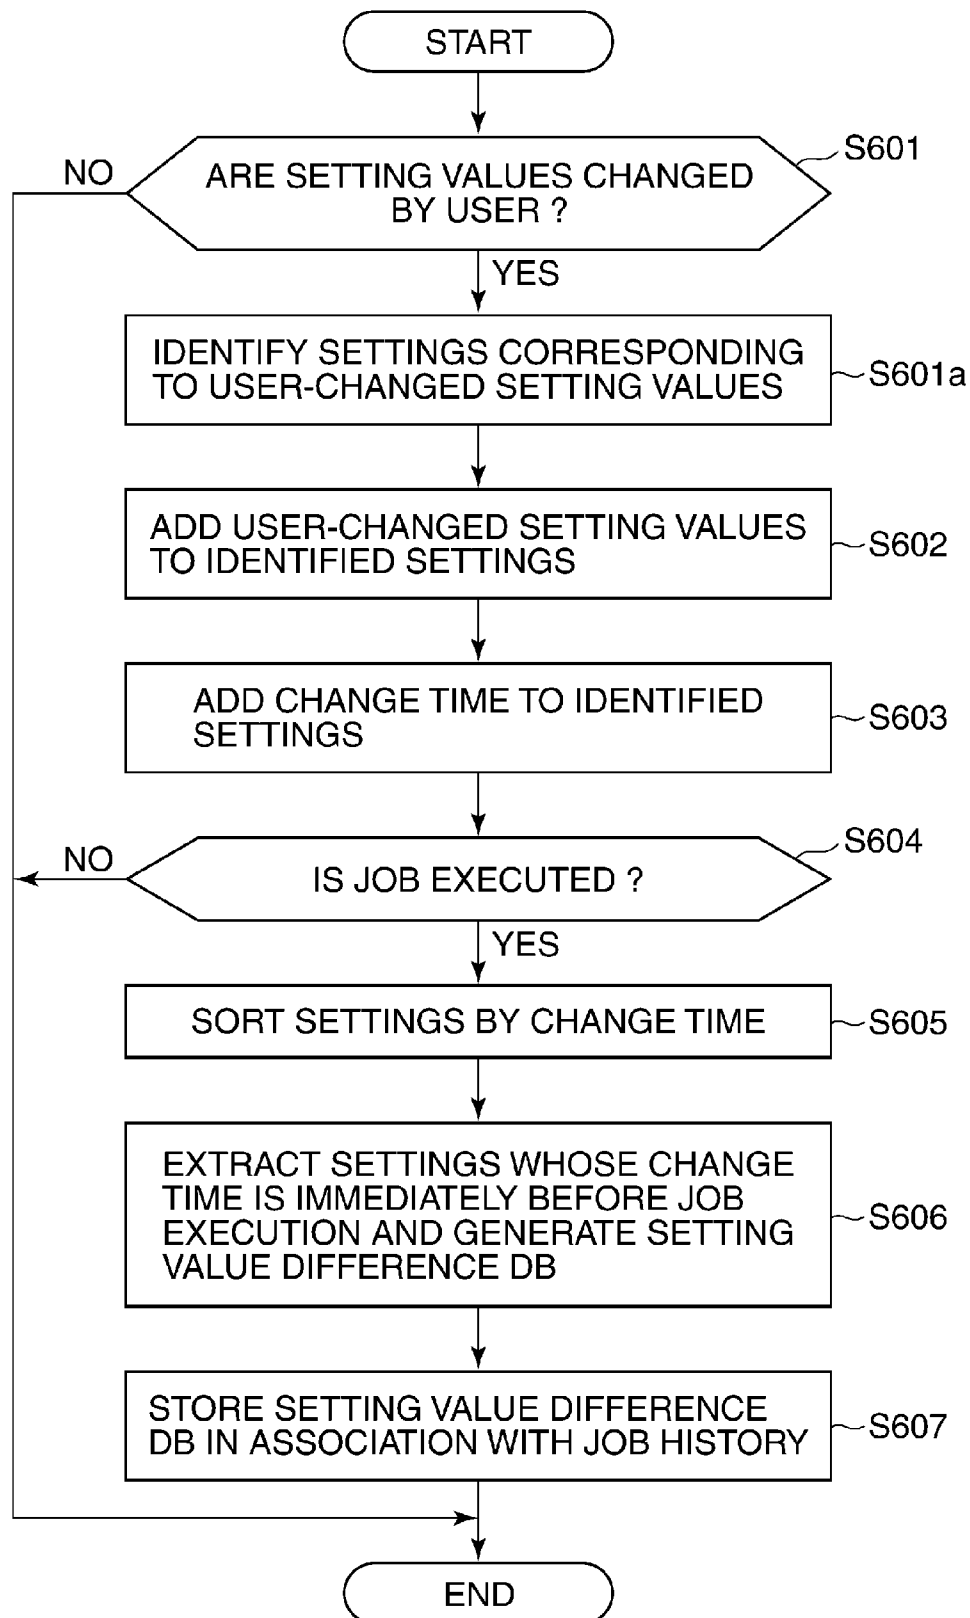 START
S601
NO
ARE SETTING VALUES CHANGED
BY USER ?
YES
IDENTIFY SETTINGS CORRESPONDING
TO USER-CHANGED SETTING VALUES
S601a
ADD USER-CHANGED SETTING VALUES
TO IDENTIFIED SETTINGS
S602
ADD CHANGE TIME TO IDENTIFIED
SETTINGS
S603
S604
NO
IS JOB EXECUTED ?
YES
SORT SETTINGS BY CHANGE TIME
S605
EXTRACT SETTINGS WHOSE CHANGE
TIME IS IMMEDIATELY BEFORE JOB
EXECUTION AND GENERATE SETTING
VALUE DIFFERENCE DB
S606
STORE SETTING VALUE DIFFERENCE
DB IN ASSOCIATION WITH JOB HISTORY
S607
END